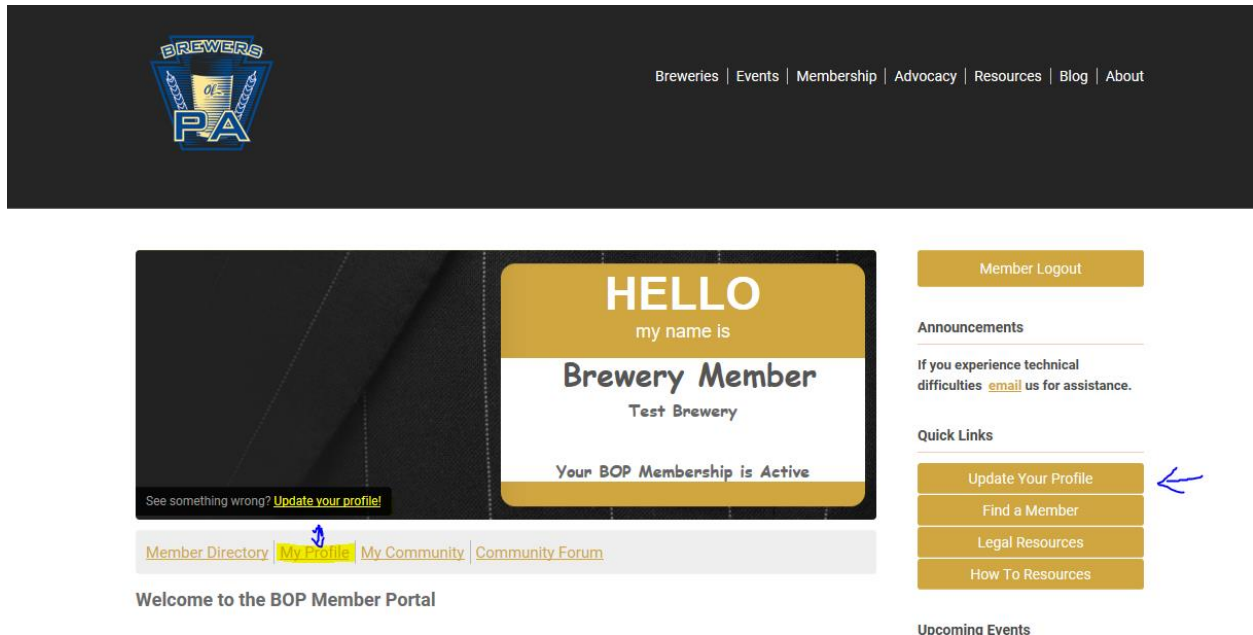 BREWERS
of
PA
Breweries | Events | Membership | Advocacy | Resources | Blog | About
HELLO
my name is
Brewery Member
Test Brewery
Your BOP Membership is Active
See something wrong? Update your profile!
Member Directory | My Profile | My Community | Community Forum
Welcome to the BOP Member Portal
Member Logout
Announcements
If you experience technical
difficulties email us for assistance.
Quick Links
Update Your Profile
Find a Member
Legal Resources
How To Resources
Upcoming Events